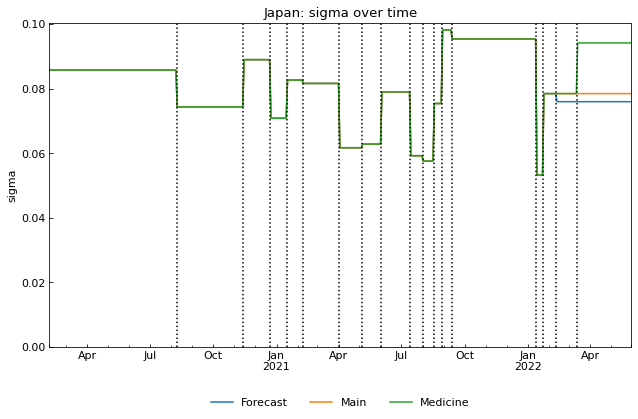 Japan: sigma over time
0.10
0.08
0.06
0.04
0.02
0.00
sigma
Apr Jul Oct Jan Apr Jul Oct Jan Apr
2021 2022
Forecast Main Medicine